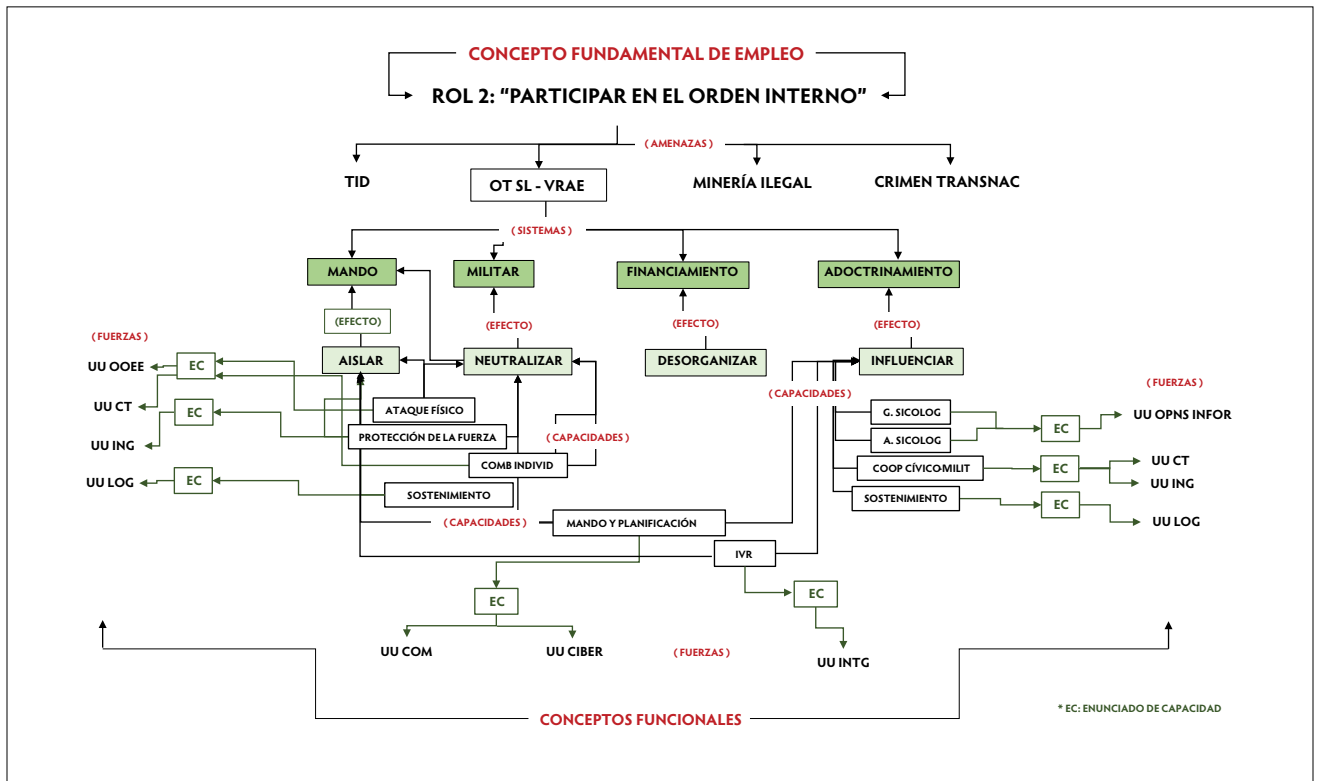 CONCEPTO FUNDAMENTAL DE EMPLEO
ROL 2: “PARTICIPAR EN EL ORDEN INTERNO”
( AMENAZAS )
TID
OT SL - VRAE
MINERÍA ILEGAL
CRIMEN TRANSNAC
( SISTEMAS )
MANDO
MILITAR
FINANCIAMIENTO
ADOCTRINAMIENTO
(EFECTO)
(EFECTO)
(EFECTO)
(EFECTO)
AISLAR
NEUTRALIZAR
DESORGANIZAR
INFLUENCIAR
( FUERZAS )
UU OOEE
EC
UU CT
EC
UU ING
UU LOG
EC
ATAQUE FÍSICO
PROTECCIÓN DE LA FUERZA
( CAPACIDADES )
COMB INDIVID
SOSTENIMIENTO
( CAPACIDADES )
MANDO Y PLANIFICACIÓN
IVR
( CAPACIDADES )
G. SICOLOG
A. SICOLOG
COOP CÍVICO-MILIT
SOSTENIMIENTO
( FUERZAS )
EC
UU OPNS INFOR
EC
UU CT
UU ING
EC
UU LOG
EC
EC
UU COM
UU CIBER
( FUERZAS )
UU INTG
CONCEPTOS FUNCIONALES
* EC: ENUNCIADO DE CAPACIDAD